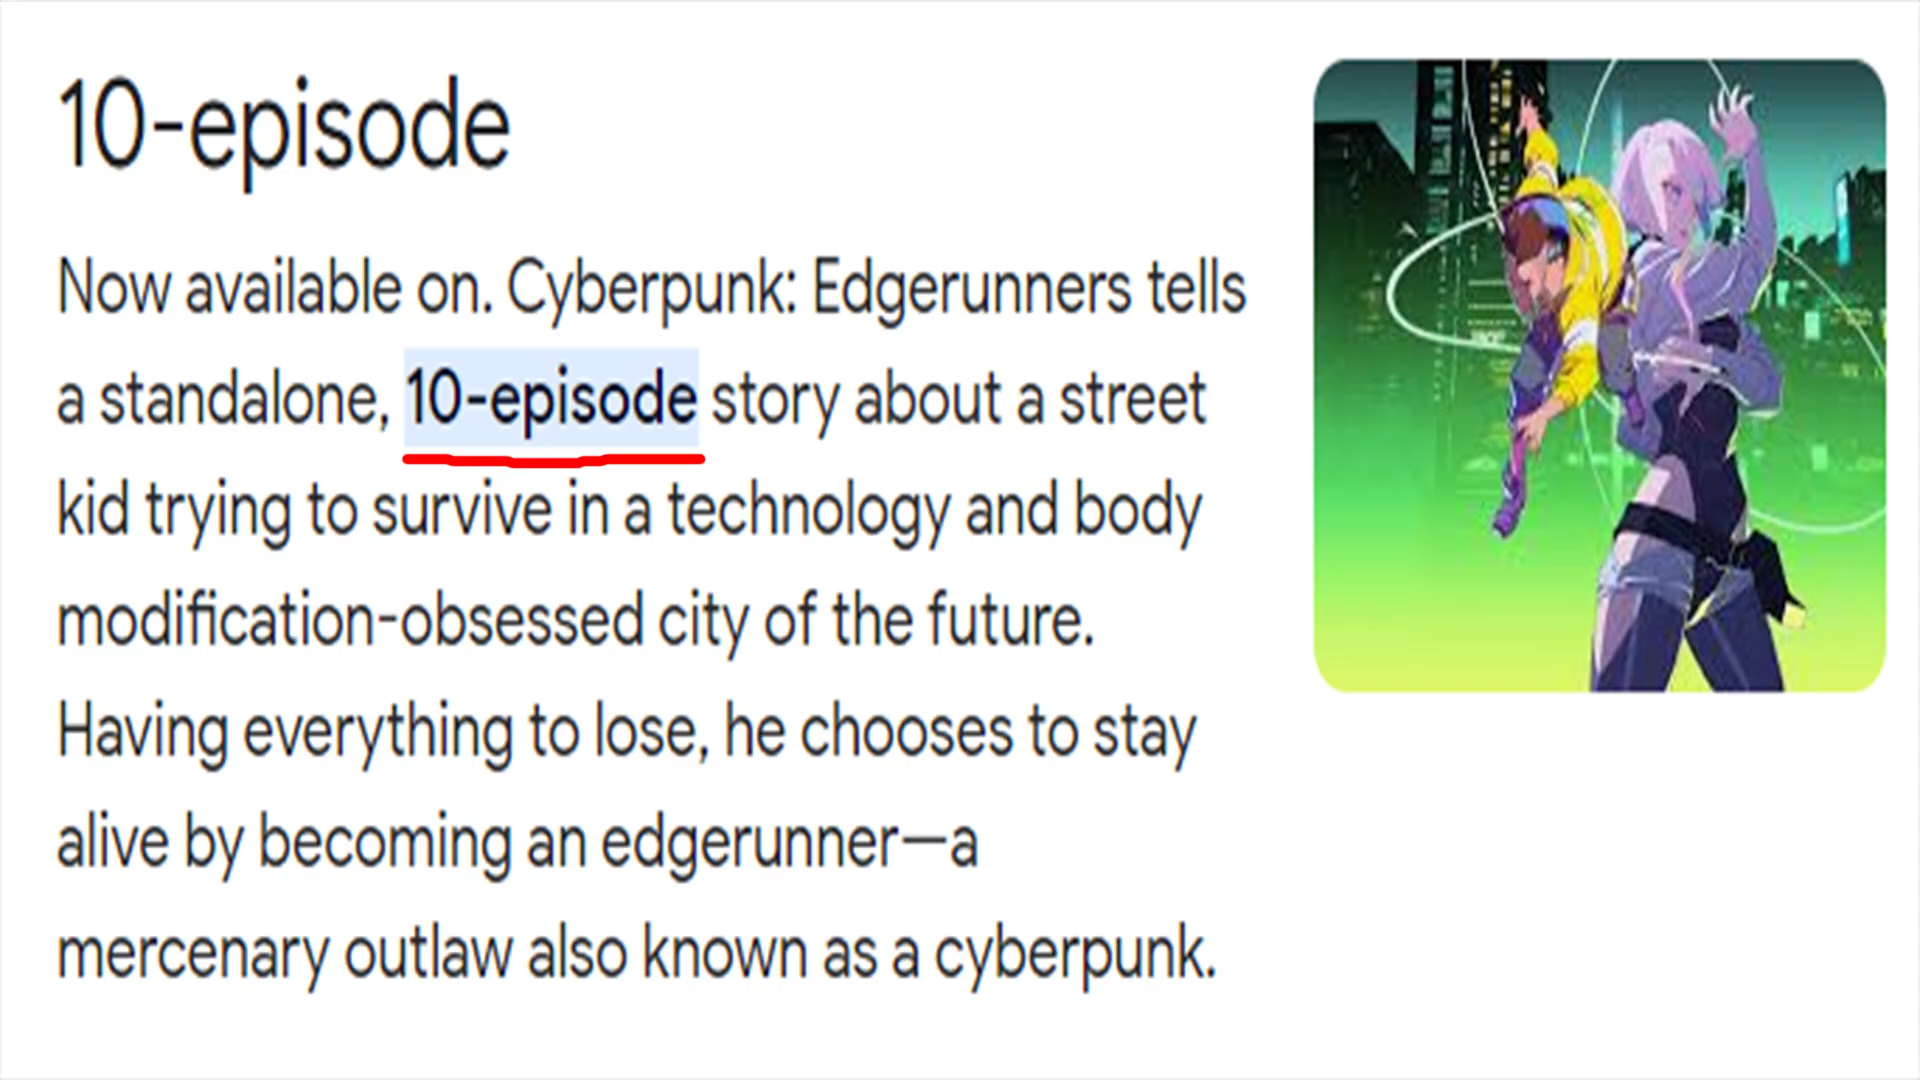 10-episode
Now available on. Cyberpunk: Edgerunners tells
a standalone, 10-episode story about a street
kid trying to survive in a technology and body
modification-obsessed city of the future.
Having everything to lose, he chooses to stay
alive by becoming an edgerunner—a
mercenary outlaw also known as a cyberpunk.